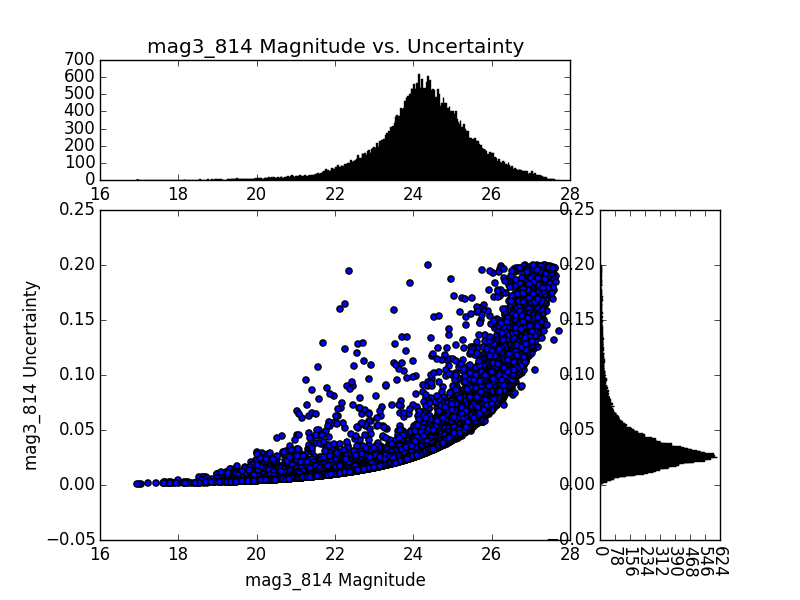 mag3_814 Magnitude vs. Uncertainty
700
600
500
400
300
200
100
0
16 18 20 22 24 26 28
0.25 0.25
0.20 0.20
0.15 0.15
0.10 0.10
0.05 0.05
0.00 0.00
−0.05 −0.05
mag3_814 Uncertainty
16 18 20 22 24 26 28
0 78 156 234 312 390 468 546 624
mag3_814 Magnitude